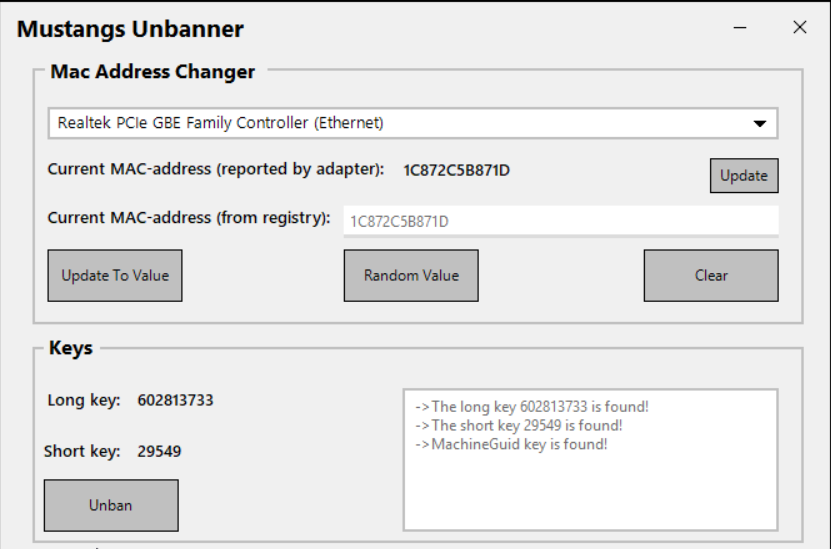 Mustangs Unbanner
Mac Address Changer
Realtek PCIe GBE Family Controller (Ethernet)
Current MAC-address (reported by adapter): 1C872C5B871D
Update
Current MAC-address (from registry): 1C872C5B871D
Update To Value Random Value Clear
Keys
Long key: 602813733
->The long key 602813733 is found!
->The short key 29549 is found!
->MachineGuid key is found!
Short key: 29549
Unban